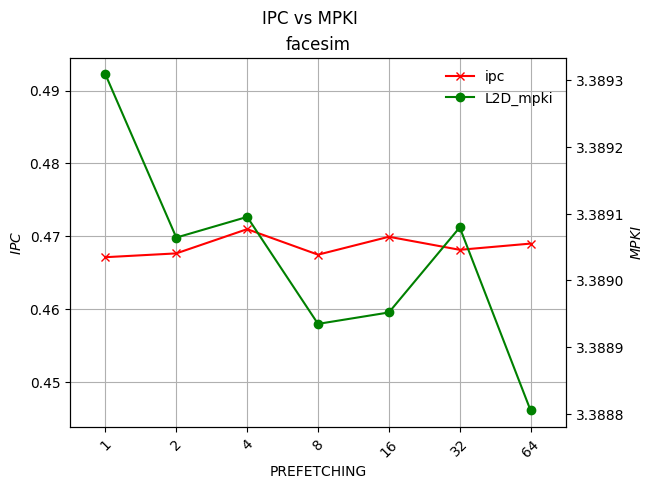 IPC vs MPKI
facesim
ipc
L2D_mpki
0.49
0.48
0.47
0.46
0.45
IPC
3.3893
3.3892
3.3891
3.3890
3.3889
3.3888
MPKI
1
2
4
8
16
32
64
PREFETCHING